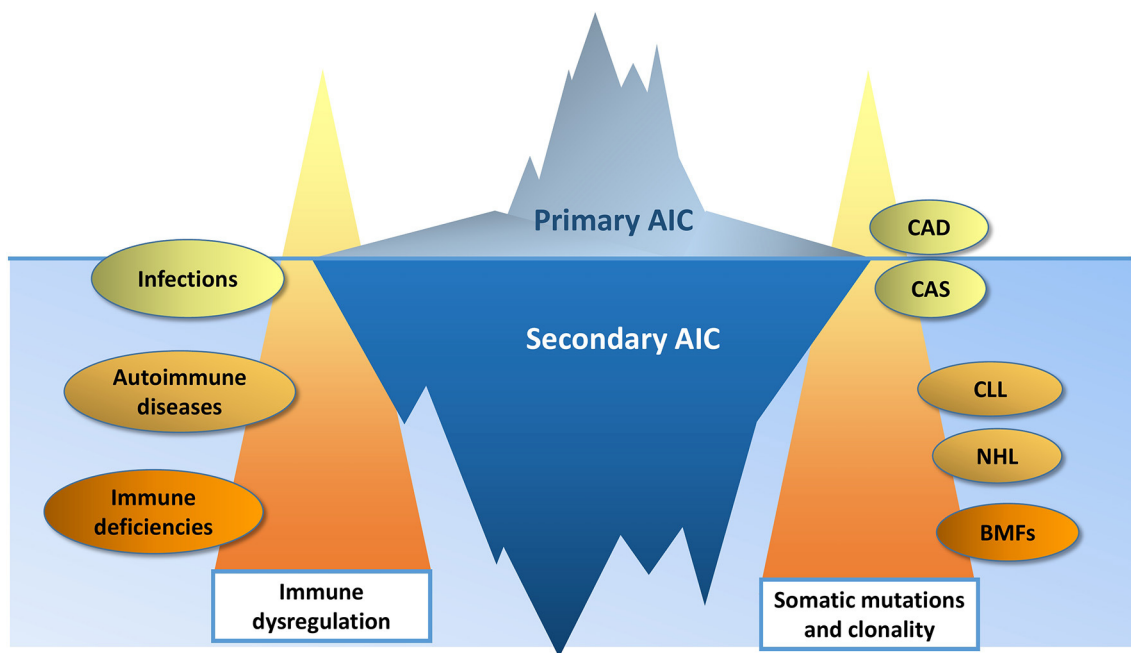 Primary AIC
CAD
Infections
CAS
Secondary AIC
Autoimmune
diseases
CLL
NHL
Immune
deficiencies
BMFs
Immune
dysregulation
Somatic mutations
and clonality